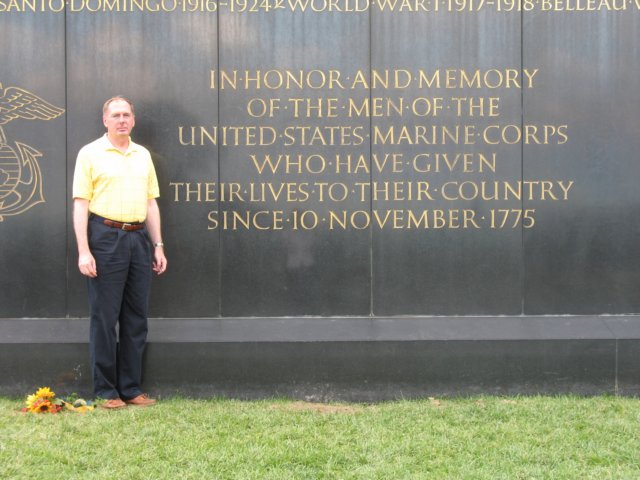 SANTO·DOMINGO·1916-1924 WORLD·WAR·I·1917-1918·BELLEAU·
IN·HONOR·AND·MEMORY
OF·THE·MEN·OF·THE
UNITED·STATES·MARINE·CORPS
WHO·HAVE·GIVEN
THEIR·LIVES·TO·THEIR·COUNTRY
SINCE·10·NOVEMBER·1775